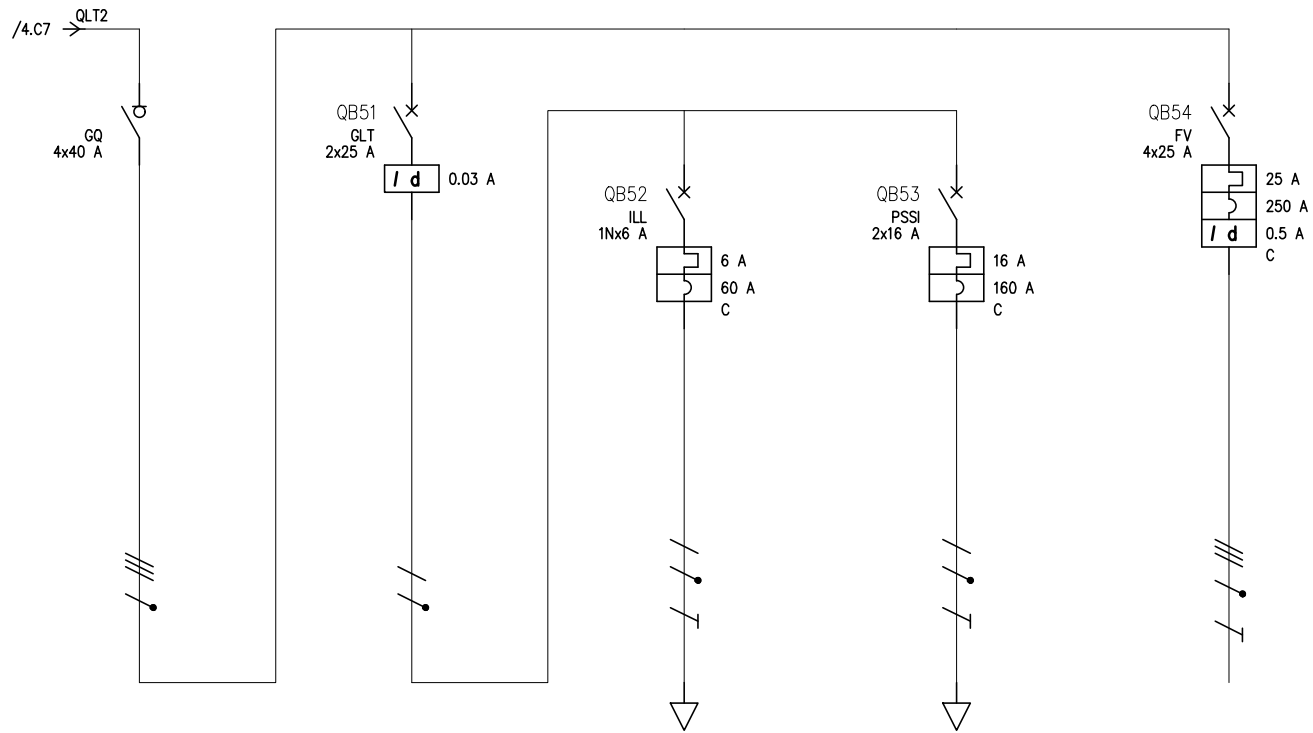 QLT2
/4.C7
GQ
4x40 A
QB51
GLT
2x25 A
I d 0.03 A
QB52
ILL
1Nx6 A
6 A
60 A
C
QB53
PSSI
2x16 A
16 A
160 A
C
QB54
FV
4x25 A
25 A
250 A
I d 0.5 A
C